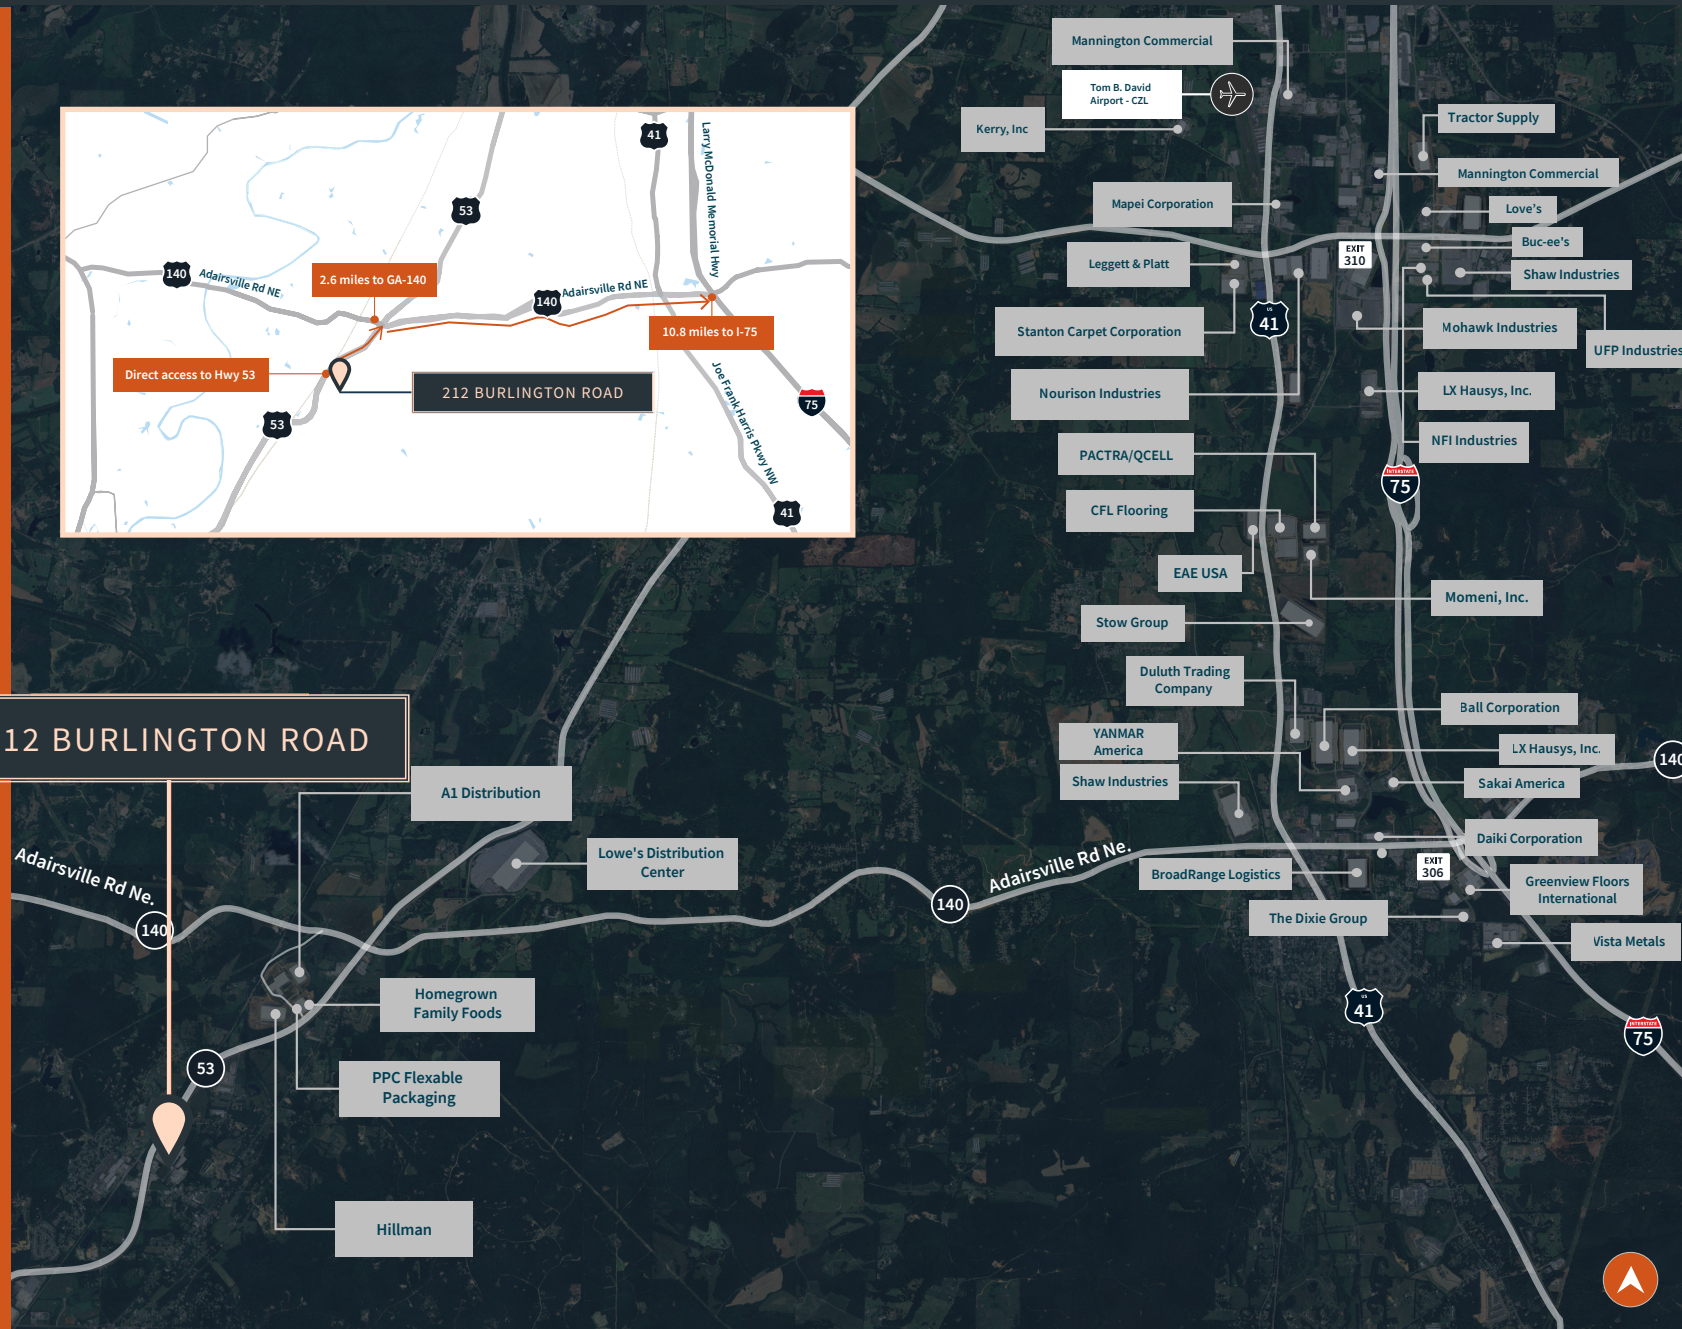 Mannington Commercial
Tom B. David
Airport - CZL
Kerry, Inc
Tractor Supply
Mannington Commercial
Mapei Corporation
Love's
Buc-ee's
EXIT
310
Leggett & Platt
Shaw Industries
US
41
Stanton Carpet Corporation
Mohawk Industries
UFP Industries
Nourison Industries
LX Hausys, Inc.
NFI Industries
PACTRA/QCELL
INTERSTATE
75
CFL Flooring
EAE USA
Momeni, Inc.
Stow Group
Duluth Trading
Company
Ball Corporation
YANMAR
America
LX Hausys, Inc.
140
Shaw Industries
Sakai America
Daiki Corporation
Adairsville Rd Ne.
EXIT
306
BroadRange Logistics
Greenview Floors
International
The Dixie Group
Vista Metals
US
41
INTERSTATE
75
41
Larry McDonald Memorial Hwy
53
140
Adairsville Rd NE
2.6 miles to GA-140
140
Adairsville Rd NE
10.8 miles to I-75
Direct access to Hwy 53
212 BURLINGTON ROAD
Joe Frank Harris Pkwy NW
75
53
41
12 BURLINGTON ROAD
A1 Distribution
Lowe's Distribution
Center
Adairsville Rd Ne.
140
140
Homegrown
Family Foods
53
PPC Flexable
Packaging
Hillman